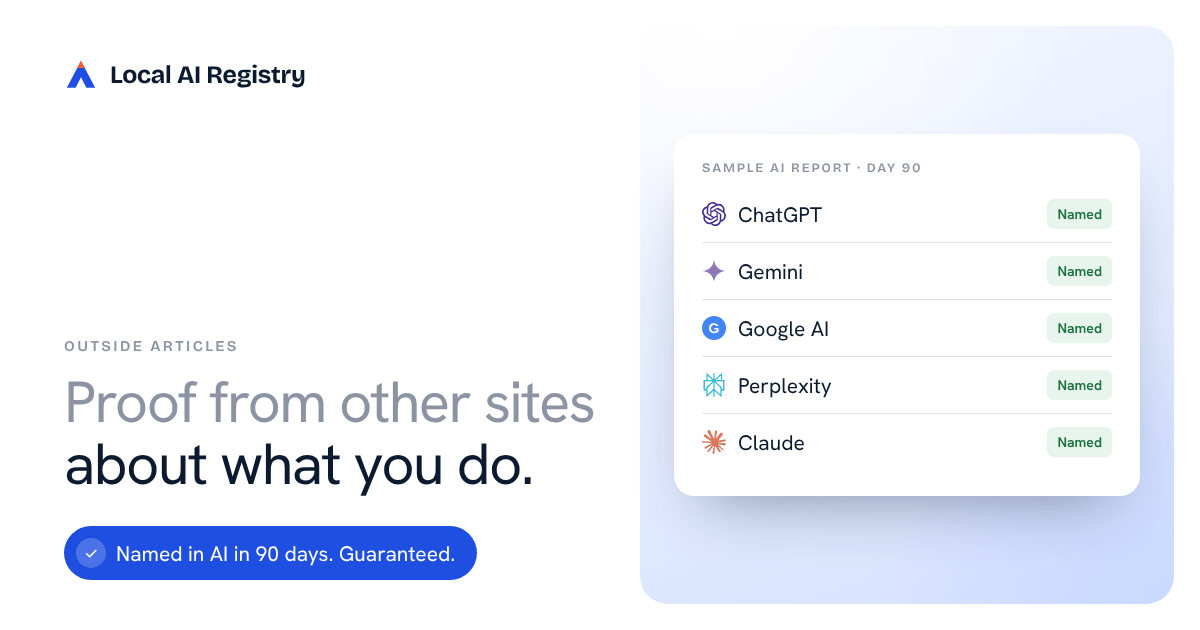 Local AI Registry
OUTSIDE ARTICLES
Proof from other sites
about what you do.
Named in AI in 90 days. Guaranteed.
SAMPLE AI REPORT · DAY 90
ChatGPT Named
Gemini Named
G Google AI Named
Perplexity Named
Claude Named